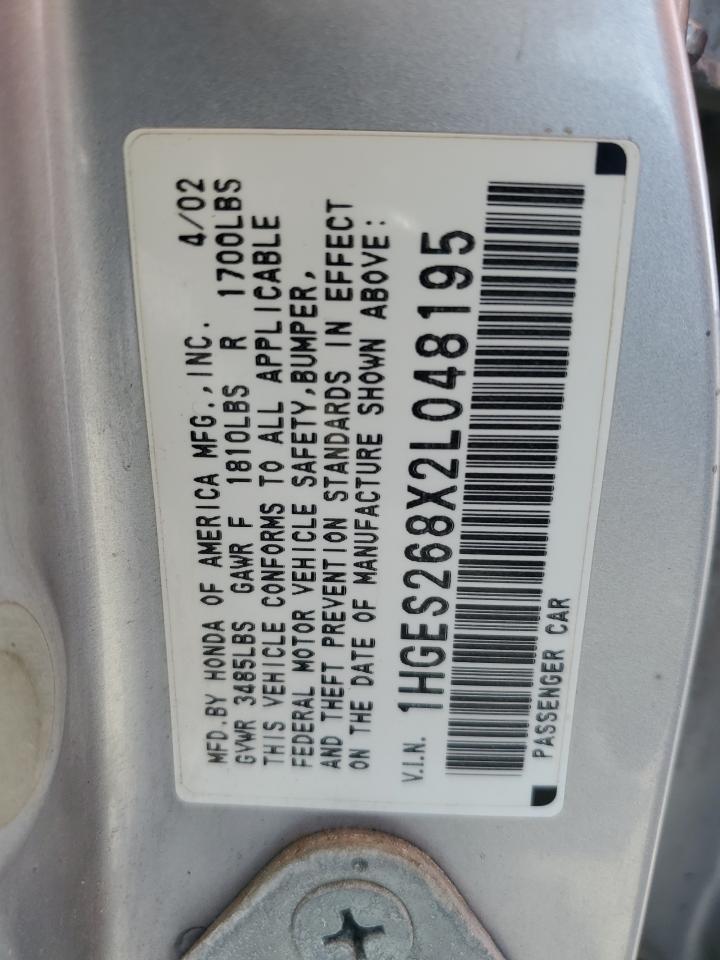 MFD.BY HONDA OF AMERICA MFG.,INC. 4/02
GVWR 3485LBS GAWR F 1810LBS R 1700LBS
THIS VEHICLE CONFORMS TO ALL APPLICABLE
FEDERAL MOTOR VEHICLE SAFETY,BUMPER,
AND THEFT PREVENTION STANDARDS IN EFFECT
ON THE DATE OF MANUFACTURE SHOWN ABOVE:
V.I.N. 1HGES268X2L048195
PASSENGER CAR